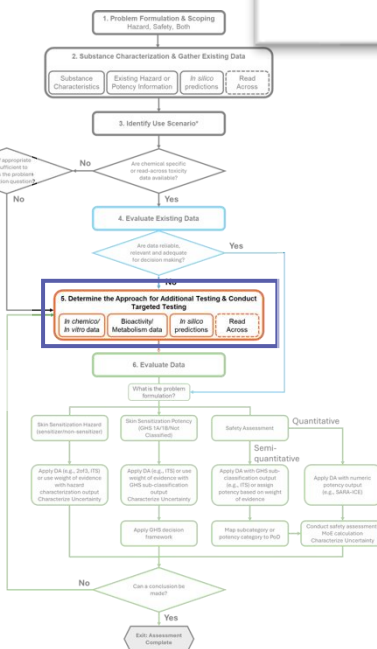 1. Problem Formulation & Scoping
Hazard, Safety, Both
2. Substance Characterization & Gather Existing Data
Substance
Characteristics
Existing Hazard or
Potency Information
In silico
predictions
Read
Across
3. Identify Use Scenario*
appropriate
sufficient to
the problem
question?
No
Are chemical specific
or read-across toxicity
data available?
No
Yes
4. Evaluate Existing Data
Are data reliable,
relevant and adequate
for decision making?
Yes
No
5. Determine the Approach for Additional Testing & Conduct
Targeted Testing
In chemico/
In vitro data
Bioactivity/
Metabolism data
In silico
predictions
Read
Across
6. Evaluate Data
What is the problem
formulation?
Skin Sensitization Hazard
(sensitizer/non-sensitizer)
Skin Sensitization Potency
(GHS 1A/1B/Not
Classified)
Safety Assessment
Quantitative
Semi-
quantitative
Apply DA (e.g., 2o3, ITS)
or use weight of evidence
with hazard
characterization output
Characterize Uncertainty
Apply DA (e.g., ITS) or use
weight of evidence with
GHS sub-classification
output
Characterize Uncertainty
Apply DA with GHS sub-
classification output
(e.g., ITS) or assign
potency based on weight
of evidence
Apply DA with numeric
potency output
(e.g., SARA-ICE)
Apply GHS decision
framework
Map subcategory or
potency category to PoD
Conduct safety assessment
MoE calculation
Characterize Uncertainty
Can a conclusion be
made?
No
Yes
Exit: Assessment
Complete